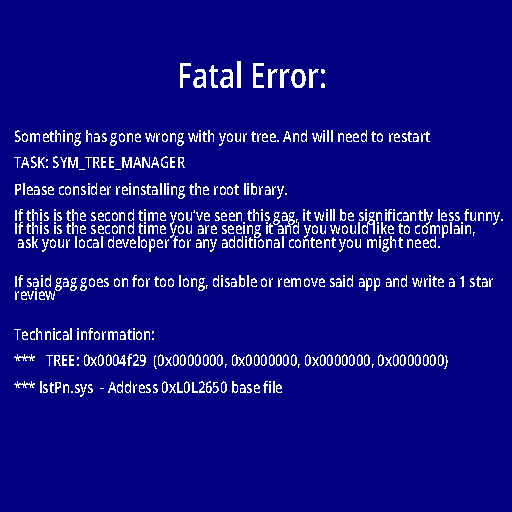 Fatal Error:
Something has gone wrong with your tree. And will need to restart
TASK: SYM_TREE_MANAGER
Please consider reinstalling the root library.
If this is the second time you've seen this gag, it will be significantly less funny.
If this is the second time you are seeing it and you would like to complain,
ask your local developer for any additional content you might need.
If said gag goes on for too long, disable or remove said app and write a 1 star
review
Technical information:
*** TREE: 0x0004f29 (0x0000000, 0x0000000, 0x0000000, 0x0000000)
*** lstPn.sys - Address 0xL0L2650 base file